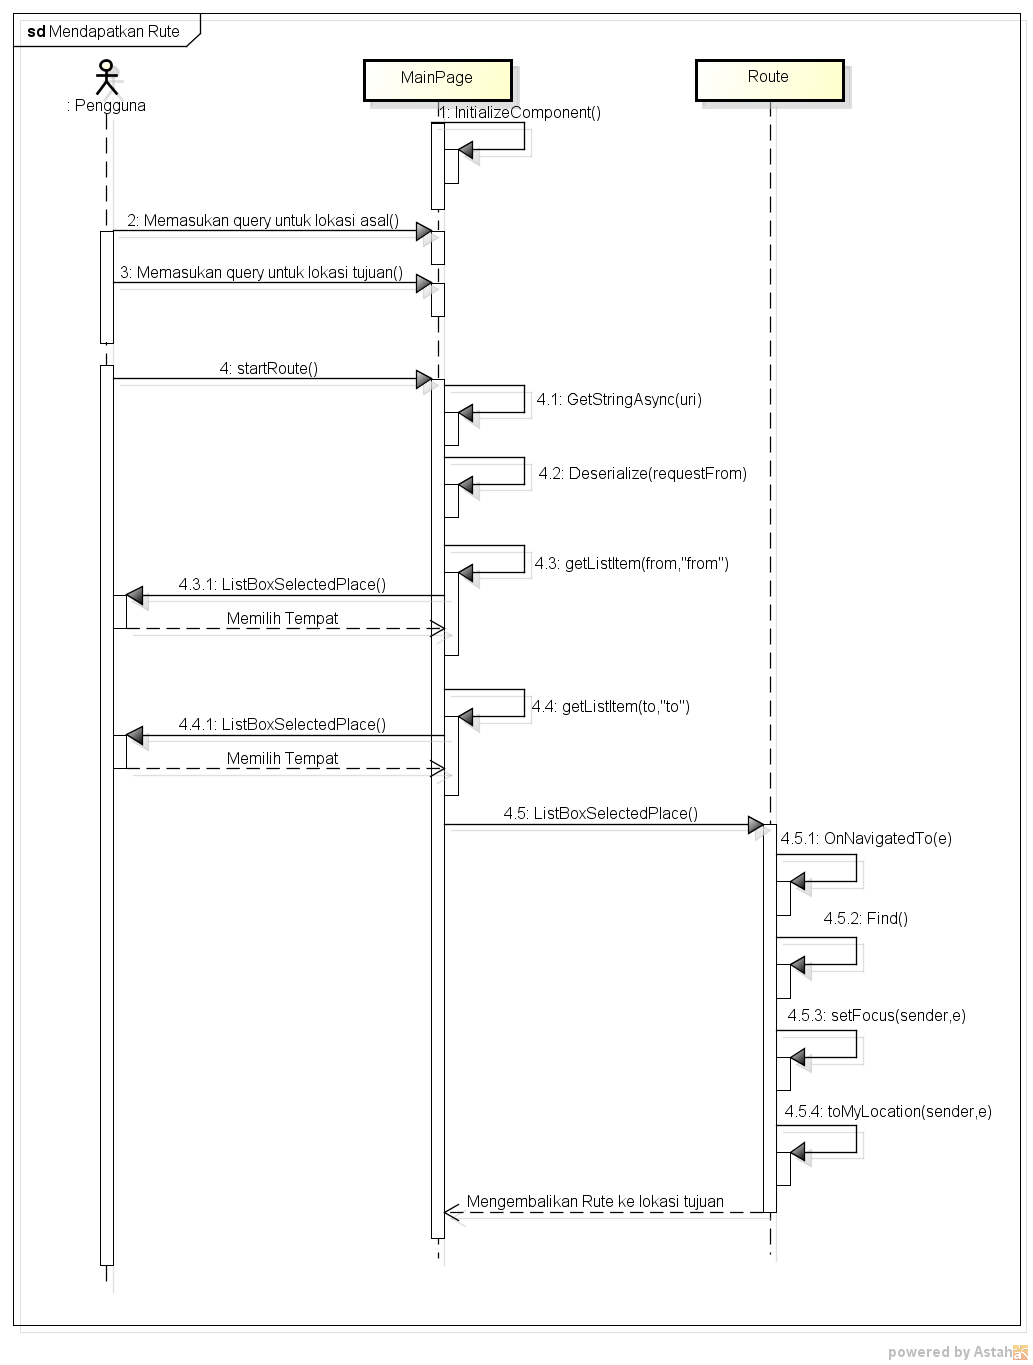 sd Mendapatkan Rute
: Pengguna
MainPage
Route
1: InitializeComponent()
2: Memasukan query untuk lokasi asal()
3: Memasukan query untuk lokasi tujuan()
4: startRoute()
4.1: GetStringAsync(uri)
4.2: Deserialize(requestFrom)
4.3: getListItem(from,"from")
4.3.1: ListBoxSelectedPlace()
Memilih Tempat
4.4: getListItem(to,"to")
4.4.1: ListBoxSelectedPlace()
Memilih Tempat
4.5: ListBoxSelectedPlace()
4.5.1: OnNavigatedTo(e)
4.5.2: Find()
4.5.3: setFocus(sender,e)
4.5.4: toMyLocation(sender,e)
Mengembalikan Rute ke lokasi tujuan
powered by Astah